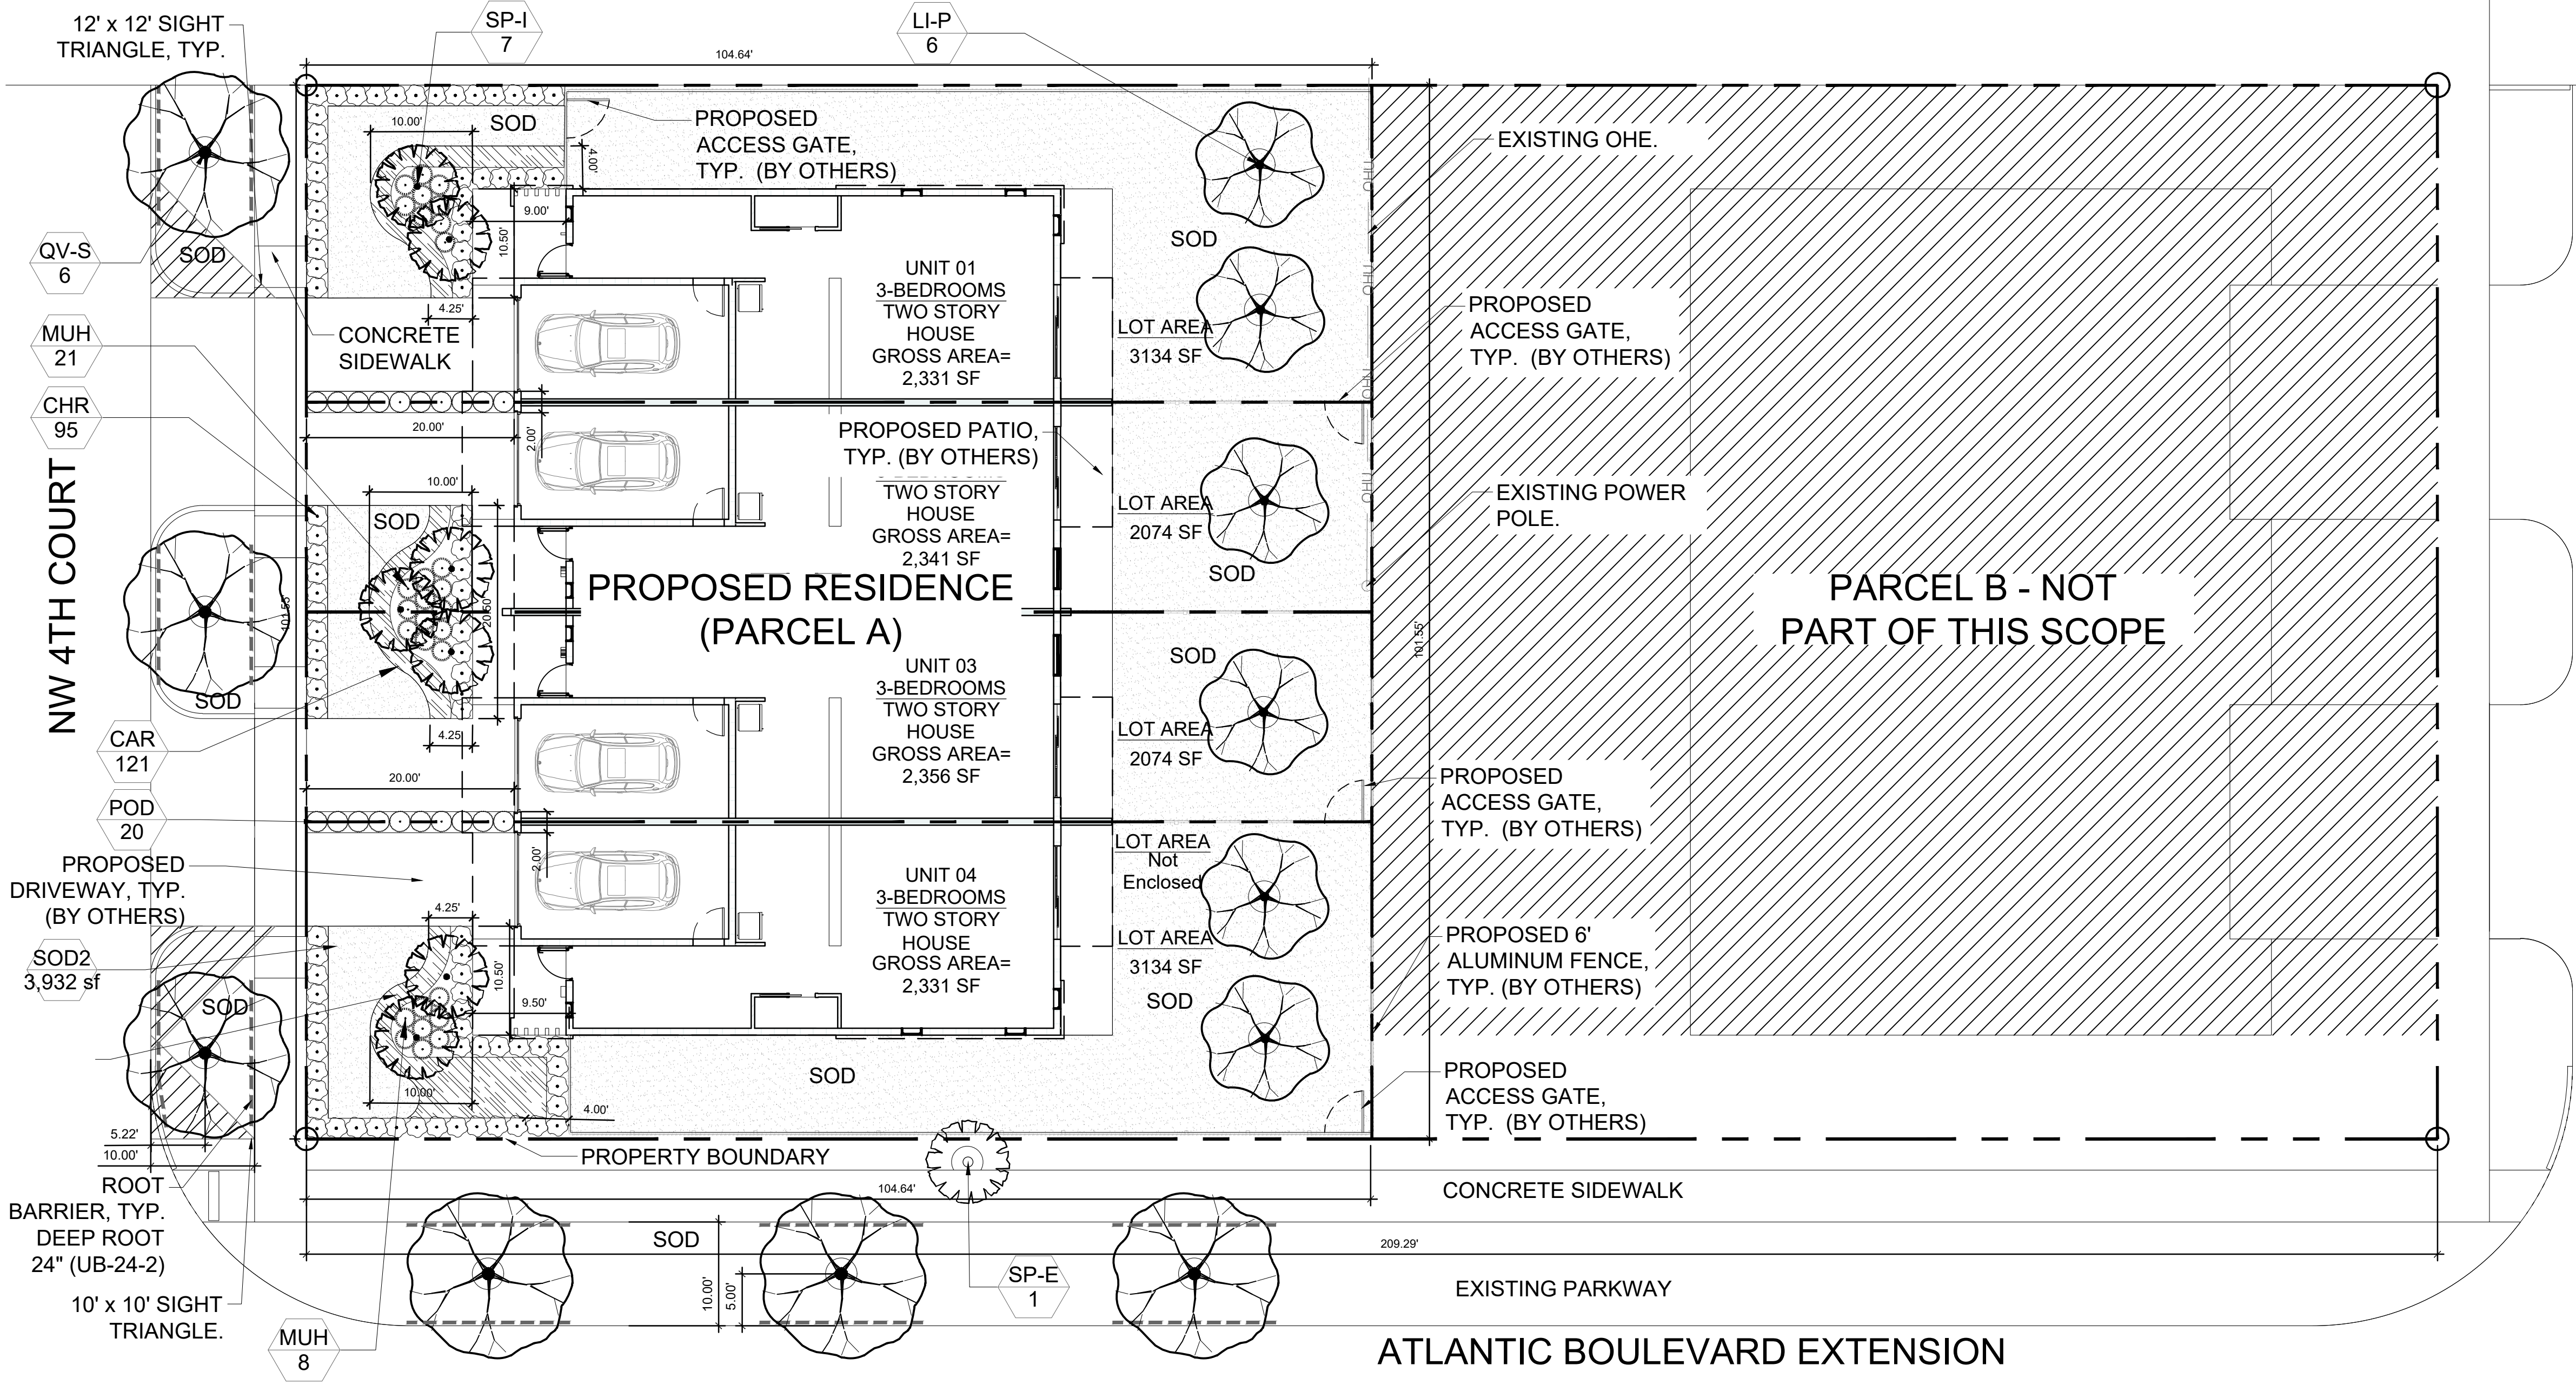 12' x 12' SIGHT
TRIANGLE, TYP.
SP-I
7
LI-P
6
104.64'
PROPOSED
ACCESS GATE,
TYP. (BY OTHERS)
SOD
10.00'
4.00'
9.00'
10.50'
4.25'
EXISTING OHE.
QV-S
6
SOD
SOD
MUH
21
CHR
95
CONCRETE
SIDEWALK
UNIT 01
3-BEDROOMS
TWO STORY
HOUSE
GROSS AREA=
2,331 SF
LOT AREA
3134 SF
PROPOSED
ACCESS GATE,
TYP. (BY OTHERS)
20.00'
2.00'
PROPOSED PATIO,
TYP. (BY OTHERS)
10.00'
SOD
TWO STORY
HOUSE
GROSS AREA=
2,341 SF
LOT AREA
2074 SF
SOD
EXISTING POWER
POLE.
NW 4TH COURT
101.55'
20.50'
PROPOSED RESIDENCE
(PARCEL A)
101.55'
PARCEL B - NOT
PART OF THIS SCOPE
UNIT 03
3-BEDROOMS
TWO STORY
HOUSE
GROSS AREA=
2,356 SF
SOD
LOT AREA
2074 SF
SOD
CAR
121
4.25'
20.00'
POD
20
PROPOSED
ACCESS GATE,
TYP. (BY OTHERS)
PROPOSED
DRIVEWAY, TYP.
(BY OTHERS)
2.00'
LOT AREA
Not
Enclosed
UNIT 04
3-BEDROOMS
TWO STORY
HOUSE
GROSS AREA=
2,331 SF
LOT AREA
3134 SF
SOD
4.25'
SOD2
3,932 sf
10.50'
9.50'
SOD
PROPOSED 6'
ALUMINUM FENCE,
TYP. (BY OTHERS)
10.00'
4.00'
SOD
PROPOSED
ACCESS GATE,
TYP. (BY OTHERS)
5.22'
10.00'
PROPERTY BOUNDARY
ROOT
BARRIER, TYP.
DEEP ROOT
24" (UB-24-2)
104.64'
CONCRETE SIDEWALK
SOD
209.29'
10.00'
5.00'
SP-E
1
EXISTING PARKWAY
10' x 10' SIGHT
TRIANGLE.
MUH
8
ATLANTIC BOULEVARD EXTENSION